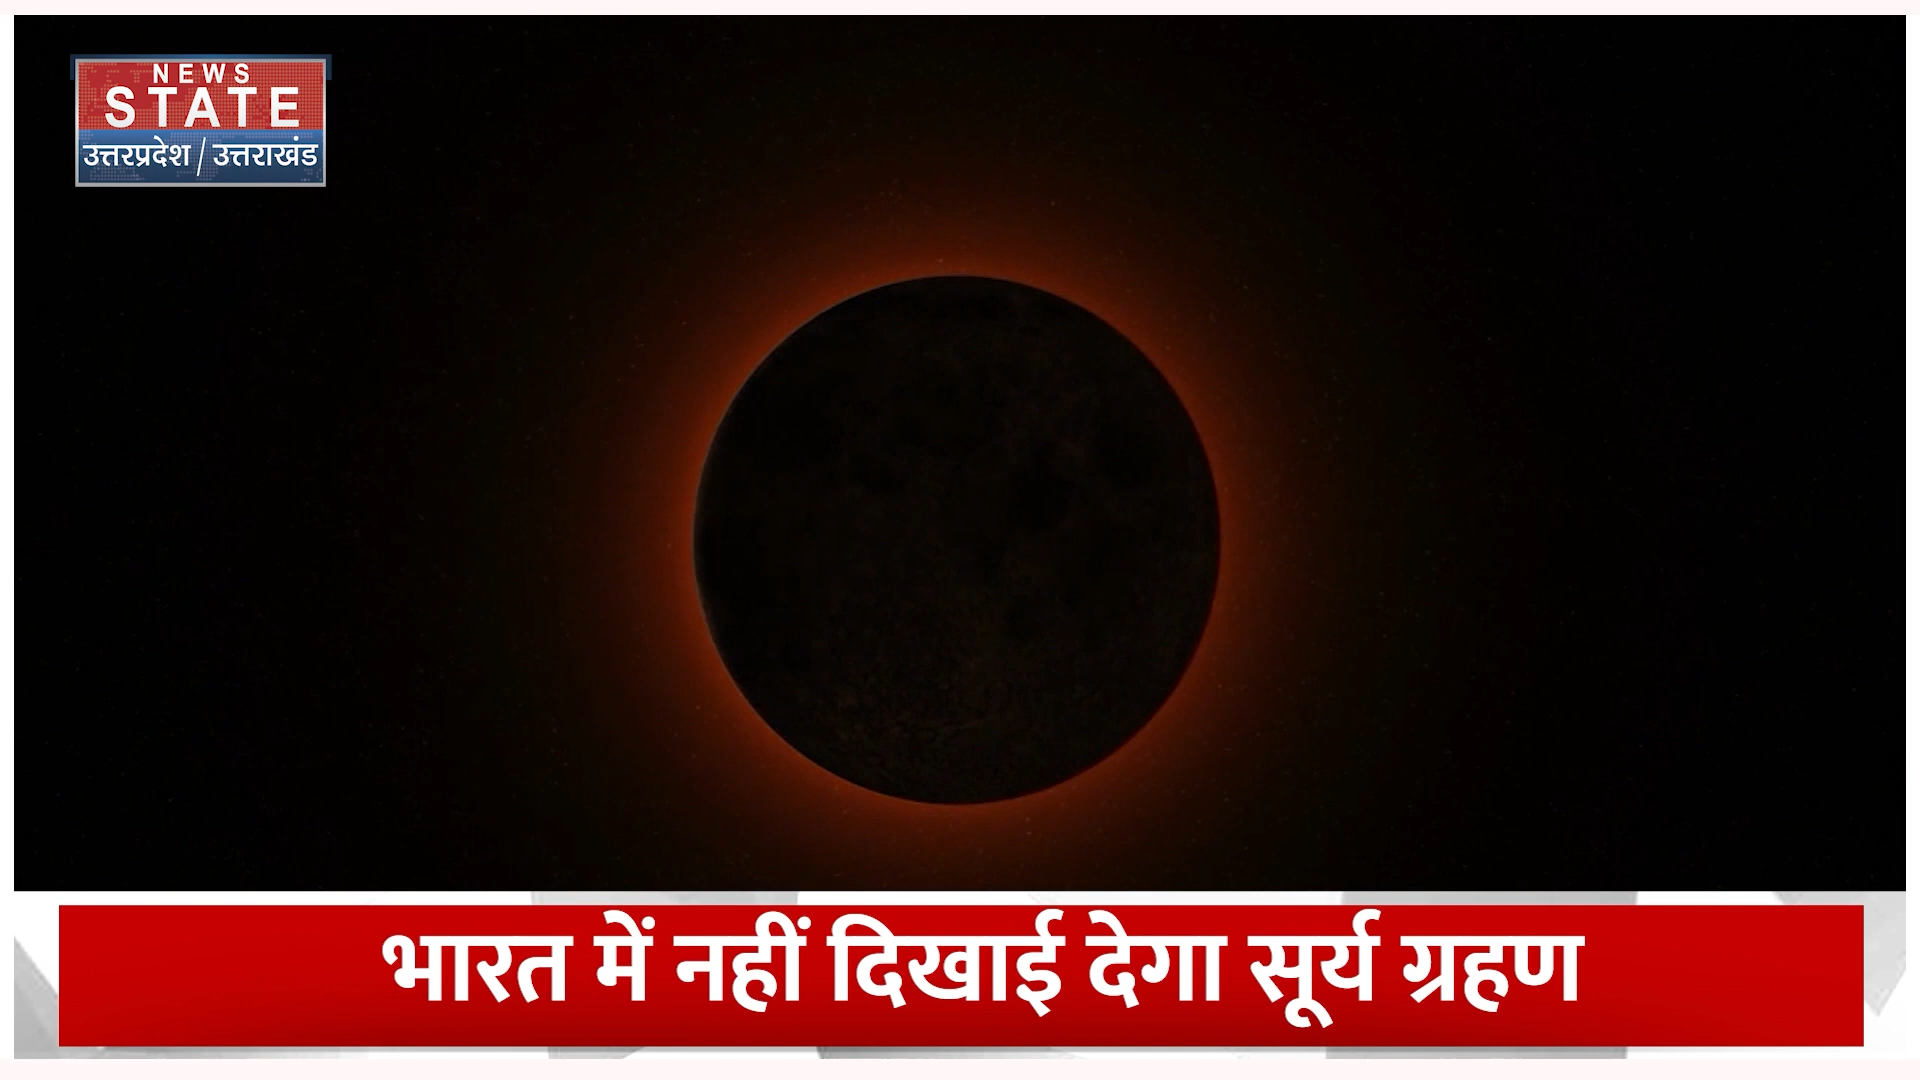 NEWS
STATE
उत्तरप्रदेश / उत्तराखंड
भारत में नहीं दिखाई देगा सूर्य ग्रहण